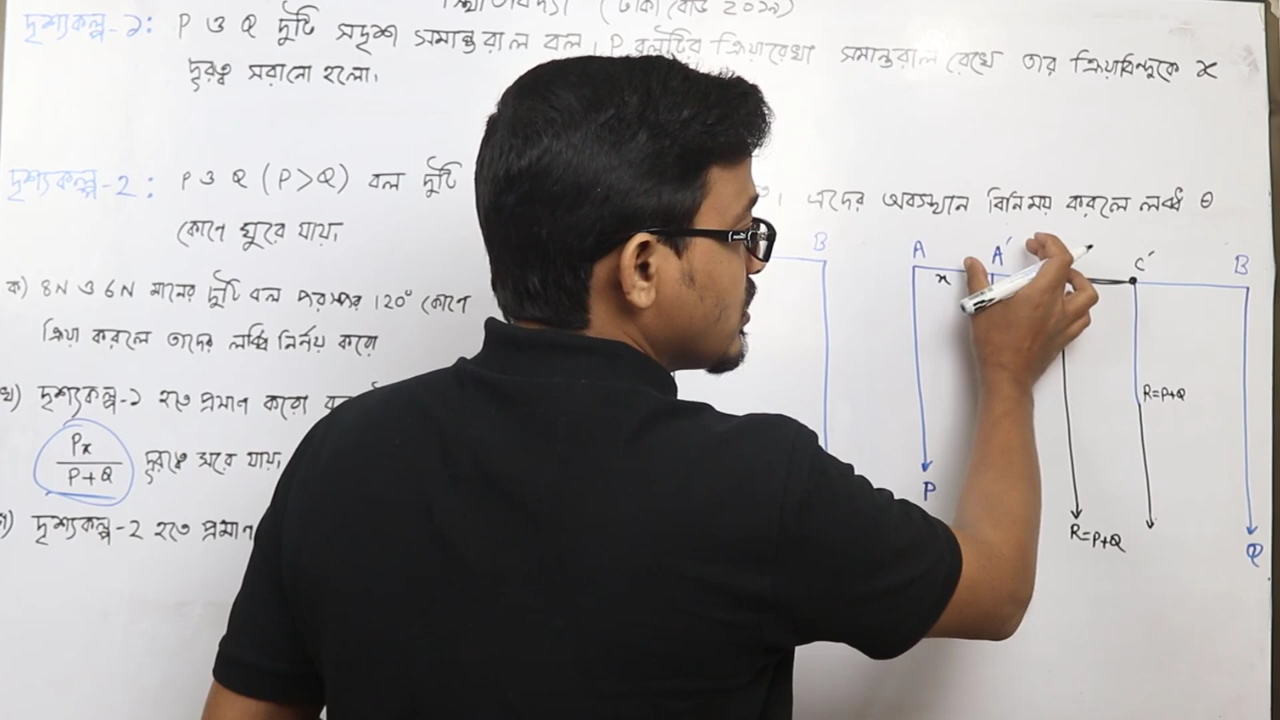 (ঢাকা বোর্ড ২০১৯)
দৃশ্যকল্প-১: P ও Q দুটি সদৃশ সমান্তরাল বল। P বলটির ক্রিয়ারেখা সমান্তরাল রেখে তার ক্রিয়াবিন্দুকে x
দূরত্ব সরানো হলো।
দৃশ্যকল্প-2: P ও Q (P>Q) বল দুটি । এদের অবস্থান বিনিময় করলে লব্ধি θ
কোণে ঘুরে যায়।
ক) 8N ও 6N মানের দুটি বল পরস্পর 120° কোণে
ক্রিয়া করলে তাদের লব্ধি নির্ণয় করো
খ) দৃশ্যকল্প-১ হতে প্রমাণ করো
Px
P+Q
দূরত্বে সরে যায়।
গ) দৃশ্যকল্প-২ হতে প্রমাণ
B
A
A′
C′
B
x
R=P+Q
P
R=P+Q
Q